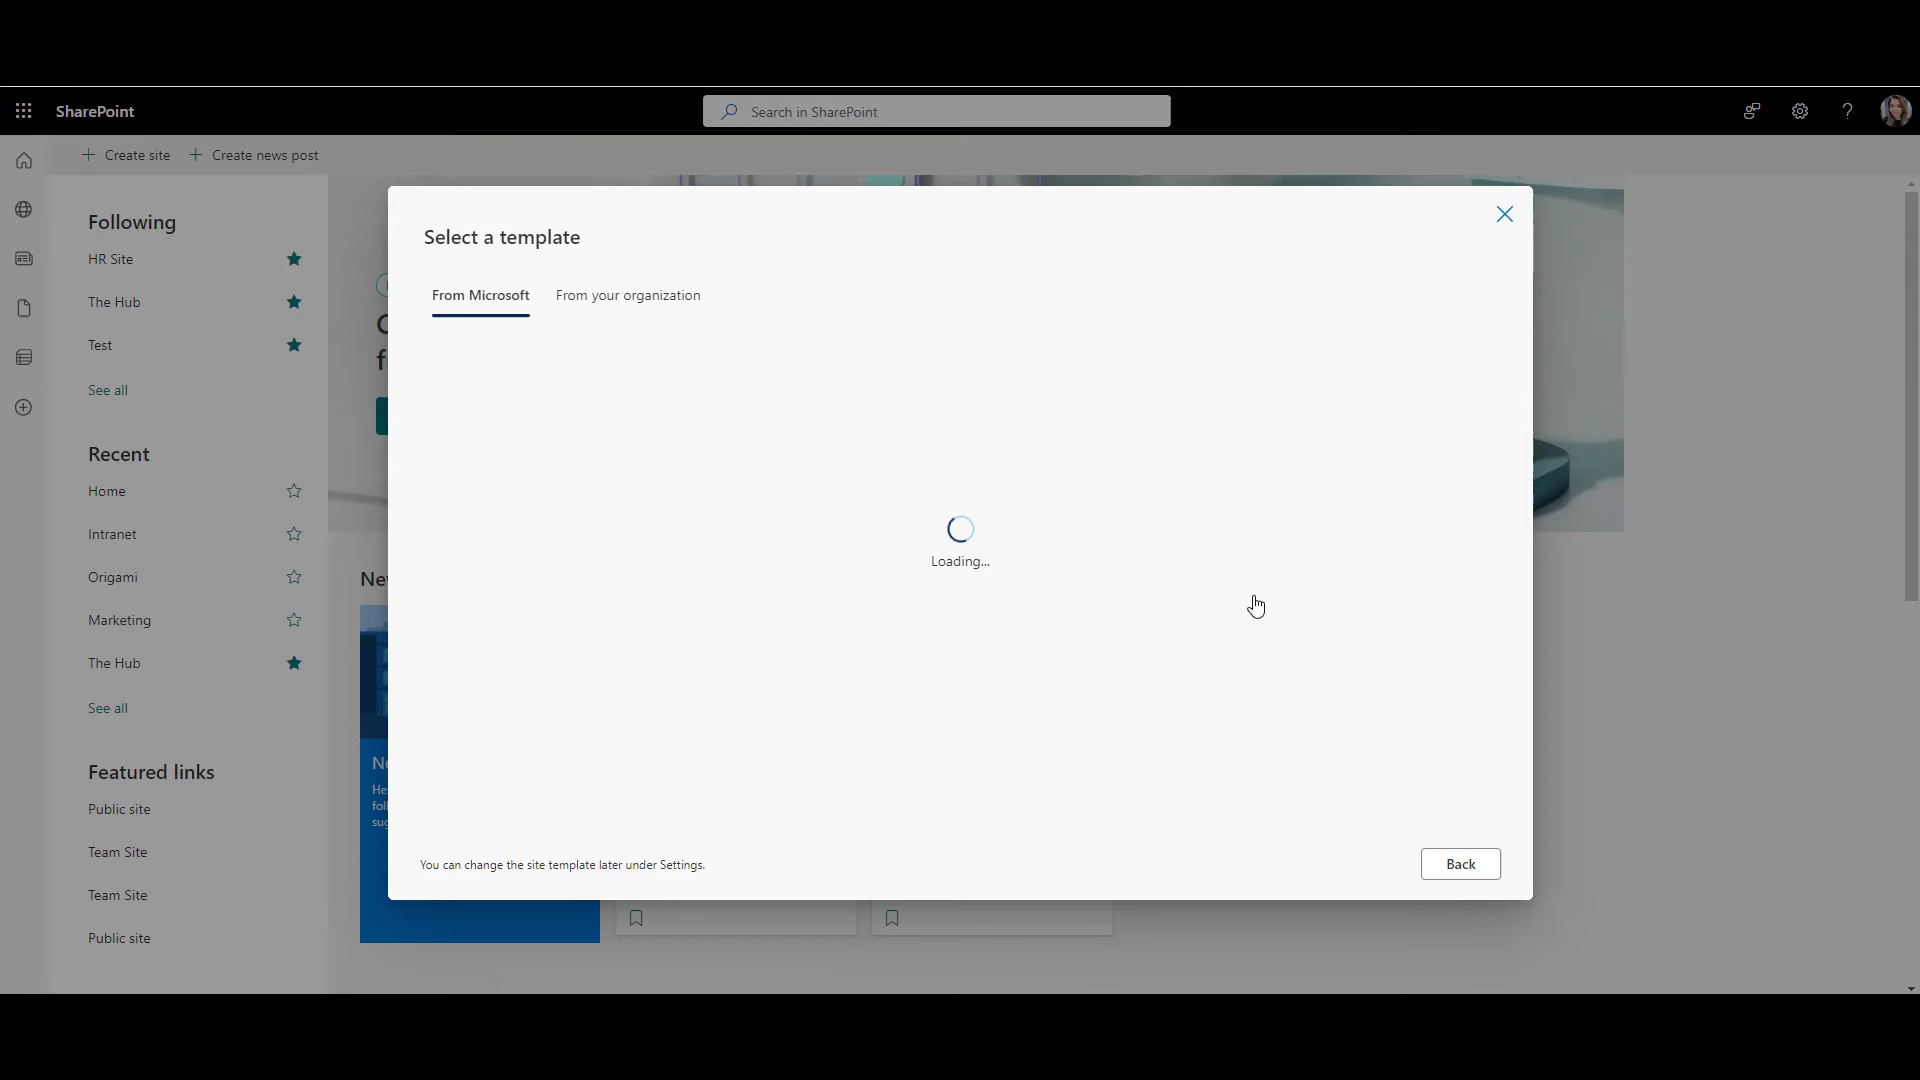 SharePoint
Search in SharePoint
Create site
Create news post
Following
HR Site
The Hub
Test
See all
Recent
Home
Intranet
Origami
Marketing
The Hub
See all
Featured links
Public site
Team Site
Team Site
Public site
Select a template
From Microsoft
From your organization
Loading...
You can change the site template later under Settings.
Back